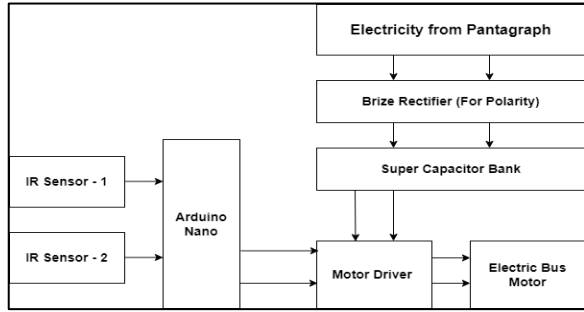 Electricity from Pantagraph
Brize Rectifier (For Polarity)
Super Capacitor Bank
IR Sensor - 1
Arduino
Nano
IR Sensor - 2
Motor Driver
Electric Bus
Motor